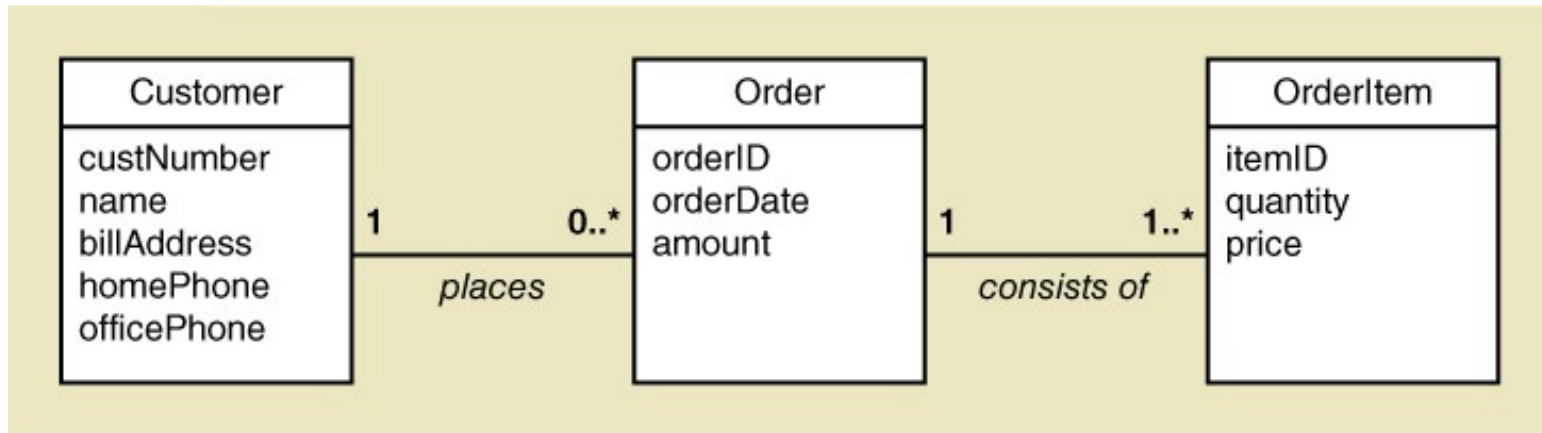 Customer
custNumber
name
billAddress
homePhone
officePhone
1
places
0..*
Order
orderID
orderDate
amount
1
consists of
1..*
OrderItem
itemID
quantity
price